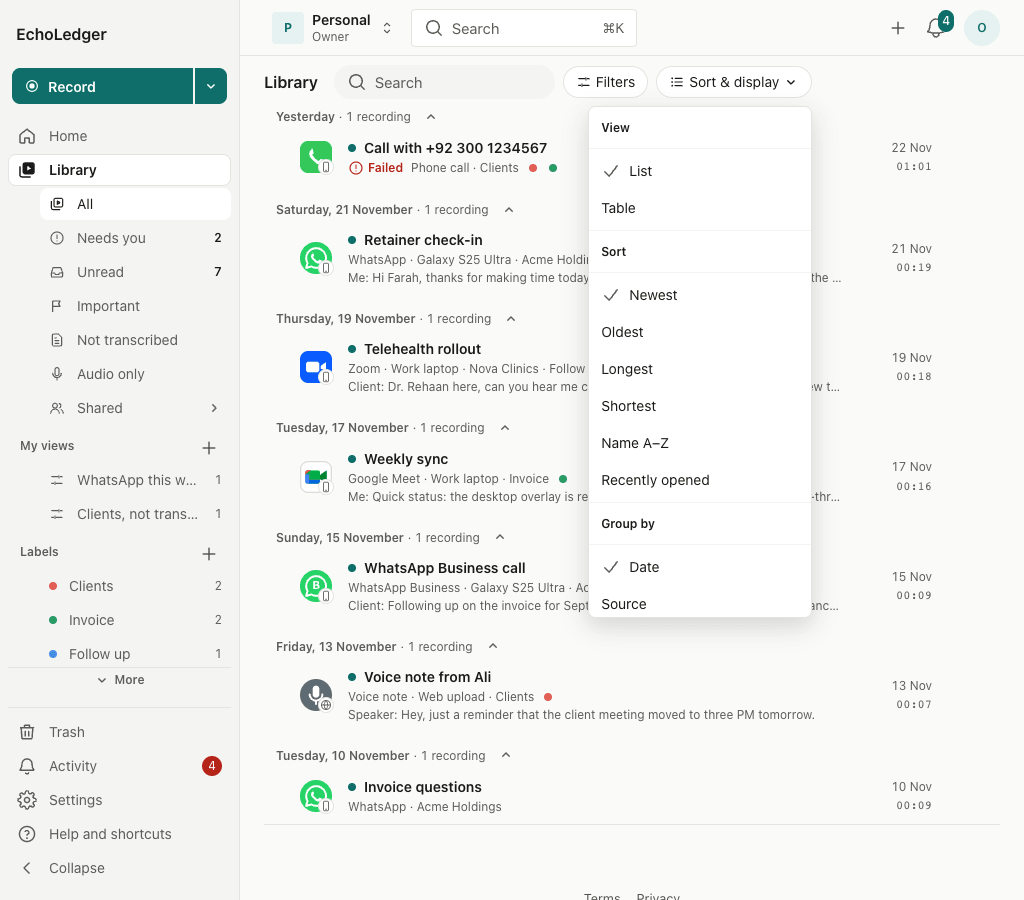 EchoLedger
Record
Home
Library
All
Needs you 2
Unread 7
Important
Not transcribed
Audio only
Shared
My views
WhatsApp this w... 1
Clients, not trans... 1
Labels
Clients 2
Invoice 2
Follow up 1
More
Trash
Activity 4
Settings
Help and shortcuts
Collapse
P Personal
Owner
Search ⌘K
4
O
Library
Search
Filters
Sort & display
Yesterday · 1 recording
Call with +92 300 1234567
Failed Phone call · Clients
22 Nov
01:01
Saturday, 21 November · 1 recording
Retainer check-in
WhatsApp · Galaxy S25 Ultra · Acme Holdin
Me: Hi Farah, thanks for making time today the ...
21 Nov
00:19
Thursday, 19 November · 1 recording
Telehealth rollout
Zoom · Work laptop · Nova Clinics · Follow
Client: Dr. Rehaan here, can you hear me c ew t...
19 Nov
00:18
Tuesday, 17 November · 1 recording
Weekly sync
Google Meet · Work laptop · Invoice
Me: Quick status: the desktop overlay is re -thr...
17 Nov
00:16
Sunday, 15 November · 1 recording
B
WhatsApp Business call
WhatsApp Business · Galaxy S25 Ultra · Ac
Client: Following up on the invoice for Sept anc...
15 Nov
00:09
Friday, 13 November · 1 recording
Voice note from Ali
Voice note · Web upload · Clients
Speaker: Hey, just a reminder that the client meeting moved to three PM tomorrow.
13 Nov
00:07
Tuesday, 10 November · 1 recording
Invoice questions
WhatsApp · Acme Holdings
10 Nov
00:09
View
List
Table
Sort
Newest
Oldest
Longest
Shortest
Name A–Z
Recently opened
Group by
Date
Source
Terms Privacy